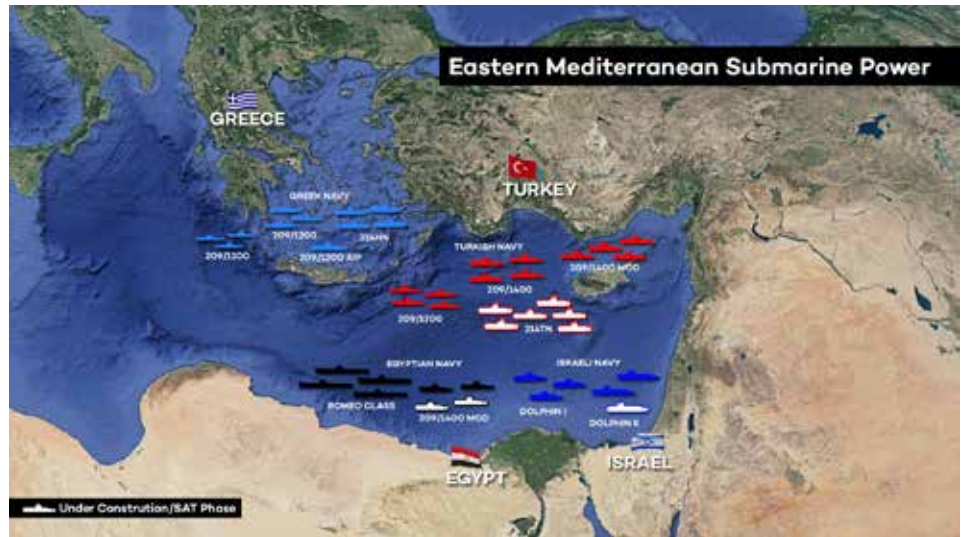 Eastern Mediterranean Submarine Power
GREECE
TURKEY
GREEK NAVY
209/1200
214HN
209/1100
209/1200 AIP
TURKISH NAVY
209/1400 MOD
209/1400
209/1200
214TN
EGYPTIAN NAVY
ISRAELI NAVY
ROMEO CLASS
209/1400 MOD
DOLPHIN I
DOLPHIN II
EGYPT
ISRAEL
Under Constrution/SAT Phase